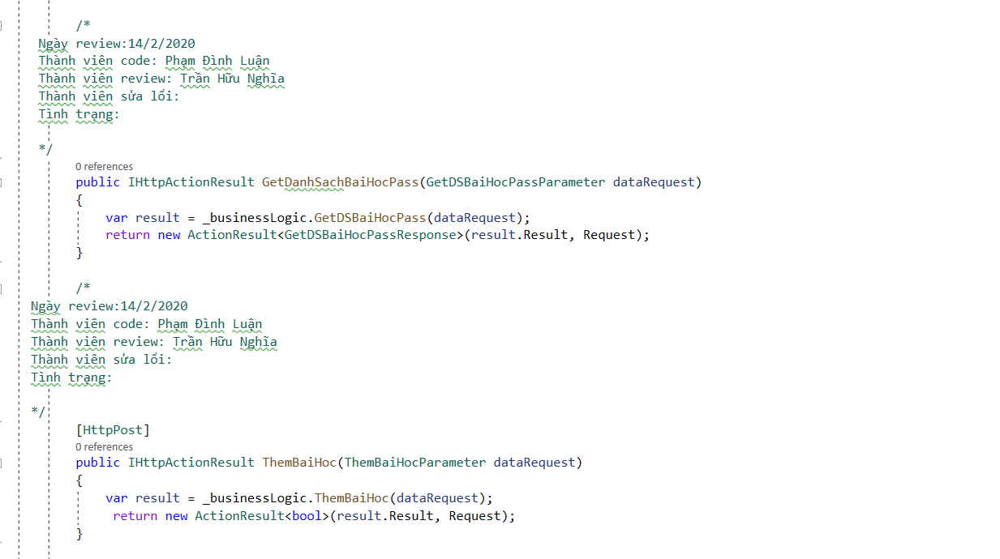 /*
Ngày review:14/2/2020
Thành viên code: Phạm Đình Luận
Thành viên review: Trần Hữu Nghĩa
Thành viên sửa lổi:
Tình trạng:
*/
0 references
public IHttpActionResult GetDanhSachBaiHocPass(GetDSBaiHocPassParameter dataRequest)
{
var result = _businessLogic.GetDSBaiHocPass(dataRequest);
return new ActionResult<GetDSBaiHocPassResponse>(result.Result, Request);
}
/*
Ngày review:14/2/2020
Thành viên code: Phạm Đình Luận
Thành viên review: Trần Hữu Nghĩa
Thành viên sửa lổi:
Tình trạng:
*/
[HttpPost]
0 references
public IHttpActionResult ThemBaiHoc(ThemBaiHocParameter dataRequest)
{
var result = _businessLogic.ThemBaiHoc(dataRequest);
return new ActionResult<bool>(result.Result, Request);
}